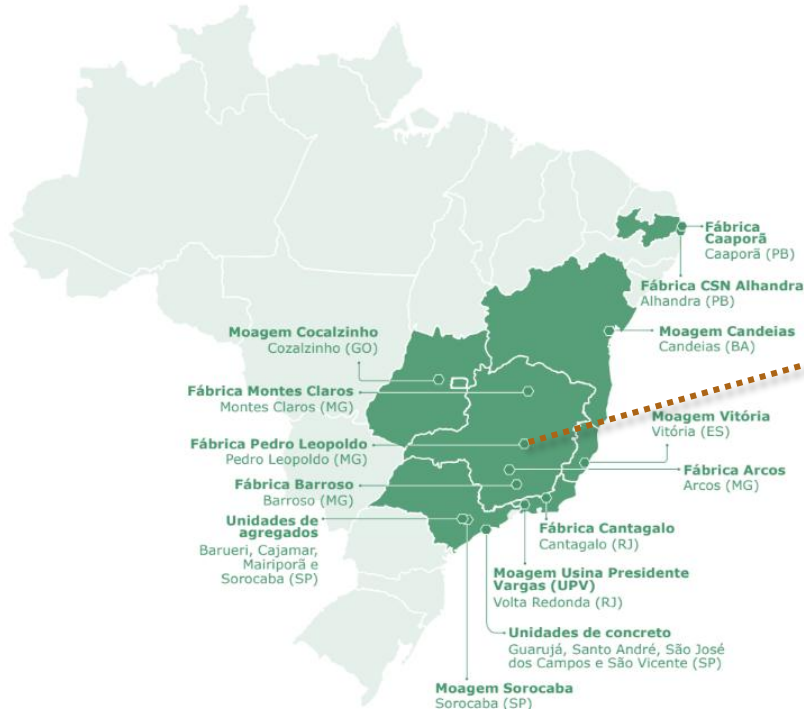 Fábrica
Caaporã
Caaporã (PB)
Fábrica CSN Alhandra
Alhandra (PB)
Moagem Cocalzinho
Cozalzinho (GO)
Moagem Candeias
Candeias (BA)
Fábrica Montes Claros
Montes Claros (MG)
Moagem Vitória
Vitória (ES)
Fábrica Pedro Leopoldo
Pedro Leopoldo (MG)
Fábrica Arcos
Arcos (MG)
Fábrica Barroso
Barroso (MG)
Unidades de
agregados
Barueri, Cajamar,
Mairiporã e
Sorocaba (SP)
Fábrica Cantagalo
Cantagalo (RJ)
Moagem Usina Presidente
Vargas (UPV)
Volta Redonda (RJ)
Unidades de concreto
Guarujá, Santo André, São José
dos Campos e São Vicente (SP)
Moagem Sorocaba
Sorocaba (SP)